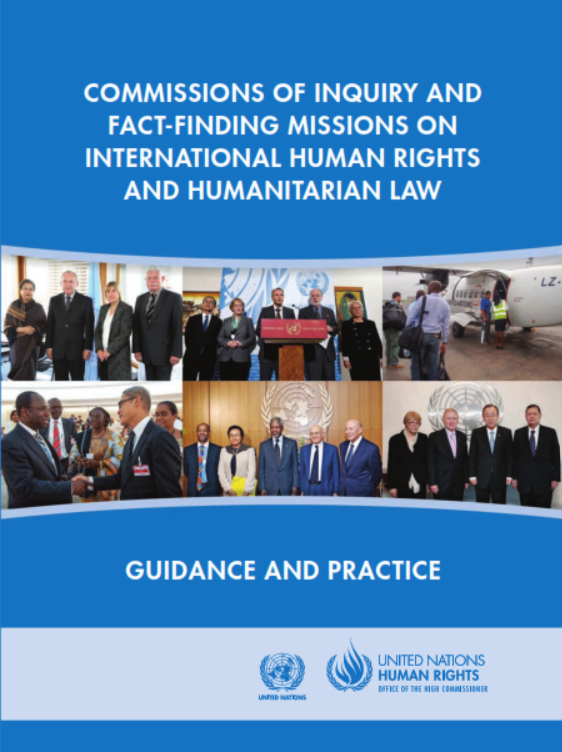 COMMISSIONS OF INQUIRY AND
FACT-FINDING MISSIONS ON
INTERNATIONAL HUMAN RIGHTS
AND HUMANITARIAN LAW
LZ-
GUIDANCE AND PRACTICE
UNITED NATIONS
UNITED NATIONS
HUMAN RIGHTS
OFFICE OF THE HIGH COMMISSIONER